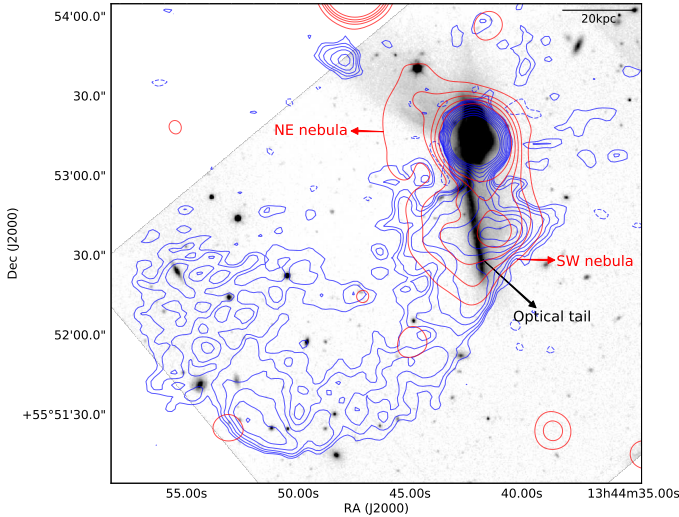 54'00.0"
20kpc
30.0"
NE nebula
53'00.0"
Dec (J2000)
30.0"
SW nebula
Optical tail
52'00.0"
+55°51'30.0"
55.00s
50.00s
45.00s
40.00s
13h44m35.00s
RA (J2000)